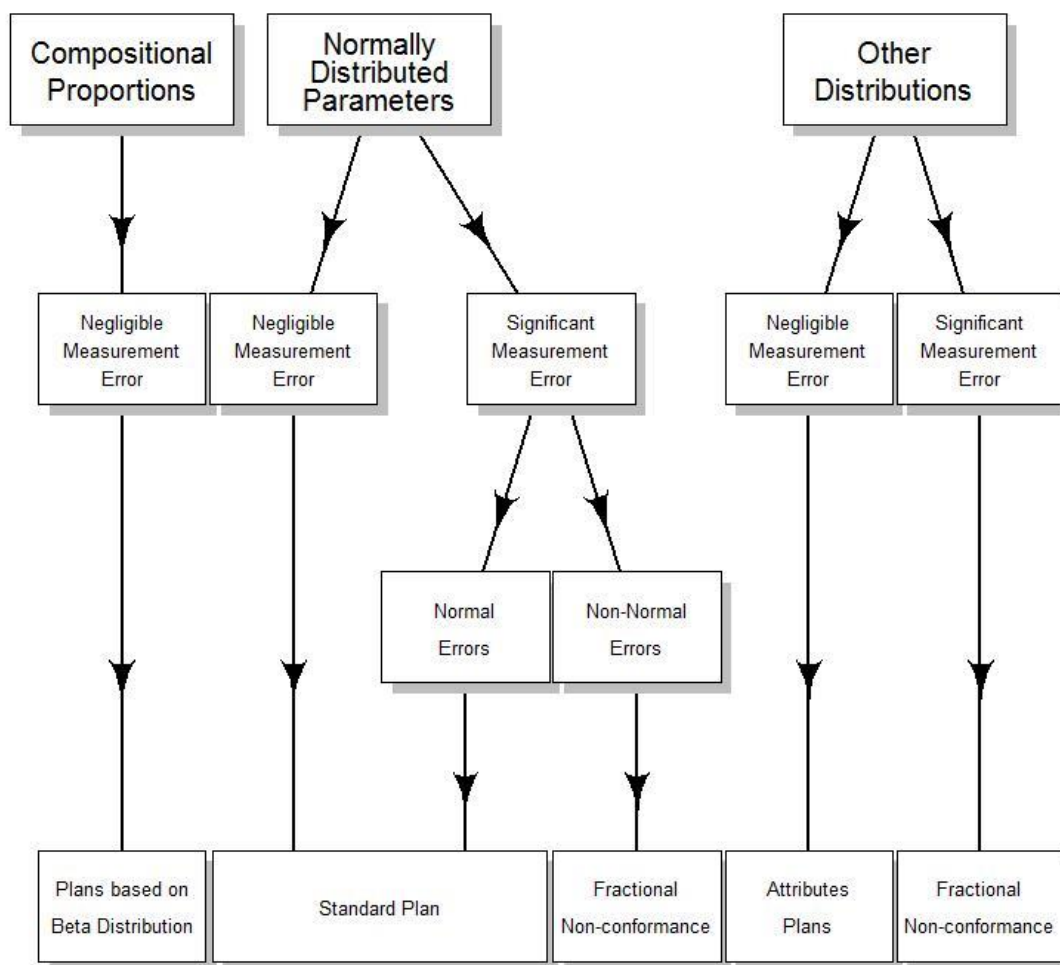 Compositional
Proportions
Normally
Distributed
Parameters
Other
Distributions
Negligible
Measurement
Error
Negligible
Measurement
Error
Significant
Measurement
Error
Negligible
Measurement
Error
Significant
Measurement
Error
Normal
Errors
Non-Normal
Errors
Plans based on
Beta Distribution
Standard Plan
Fractional
Non-conformance
Attributes
Plans
Fractional
Non-conformance